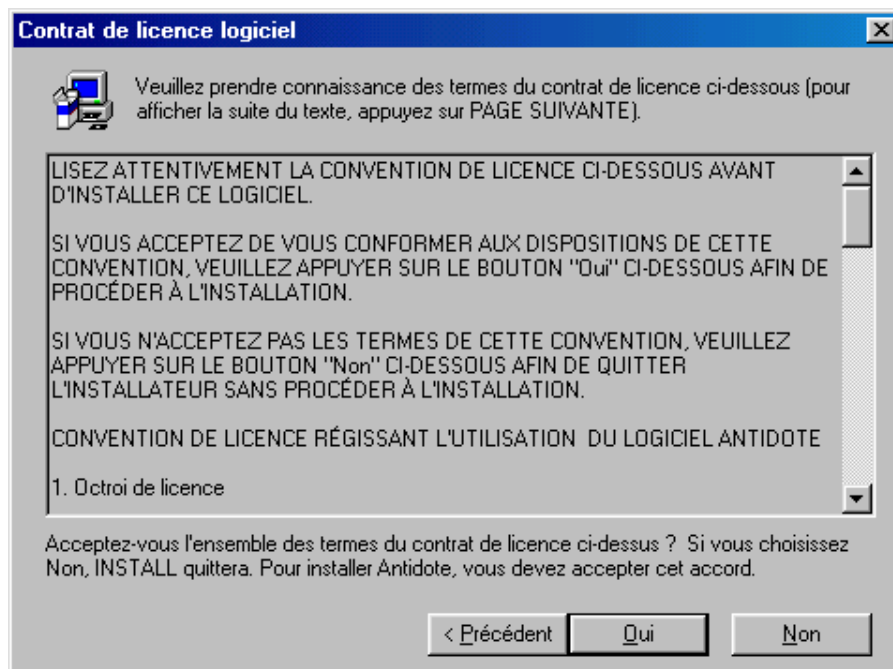 Contrat de licence logiciel
Veuillez prendre connaissance des termes du contrat de licence ci-dessous (pour
afficher la suite du texte, appuyez sur PAGE SUIVANTE).
LISEZ ATTENTIVEMENT LA CONVENTION DE LICENCE CI-DESSOUS AVANT
D'INSTALLER CE LOGICIEL.
SI VOUS ACCEPTEZ DE VOUS CONFORMER AUX DISPOSITIONS DE CETTE
CONVENTION, VEUILLEZ APPUYER SUR LE BOUTON "Oui" CI-DESSOUS AFIN DE
PROCÉDER À L'INSTALLATION.
SI VOUS N'ACCEPTEZ PAS LES TERMES DE CETTE CONVENTION, VEUILLEZ
APPUYER SUR LE BOUTON "Non" CI-DESSOUS AFIN DE QUITTER
L'INSTALLATEUR SANS PROCÉDER À L'INSTALLATION.
CONVENTION DE LICENCE RÉGISSANT L'UTILISATION  DU LOGICIEL ANTIDOTE
1. Octroi de licence
Acceptez-vous l'ensemble des termes du contrat de licence ci-dessus ?  Si vous choisissez
Non, INSTALL quittera. Pour installer Antidote, vous devez accepter cet accord.
< Précédent Oui Non